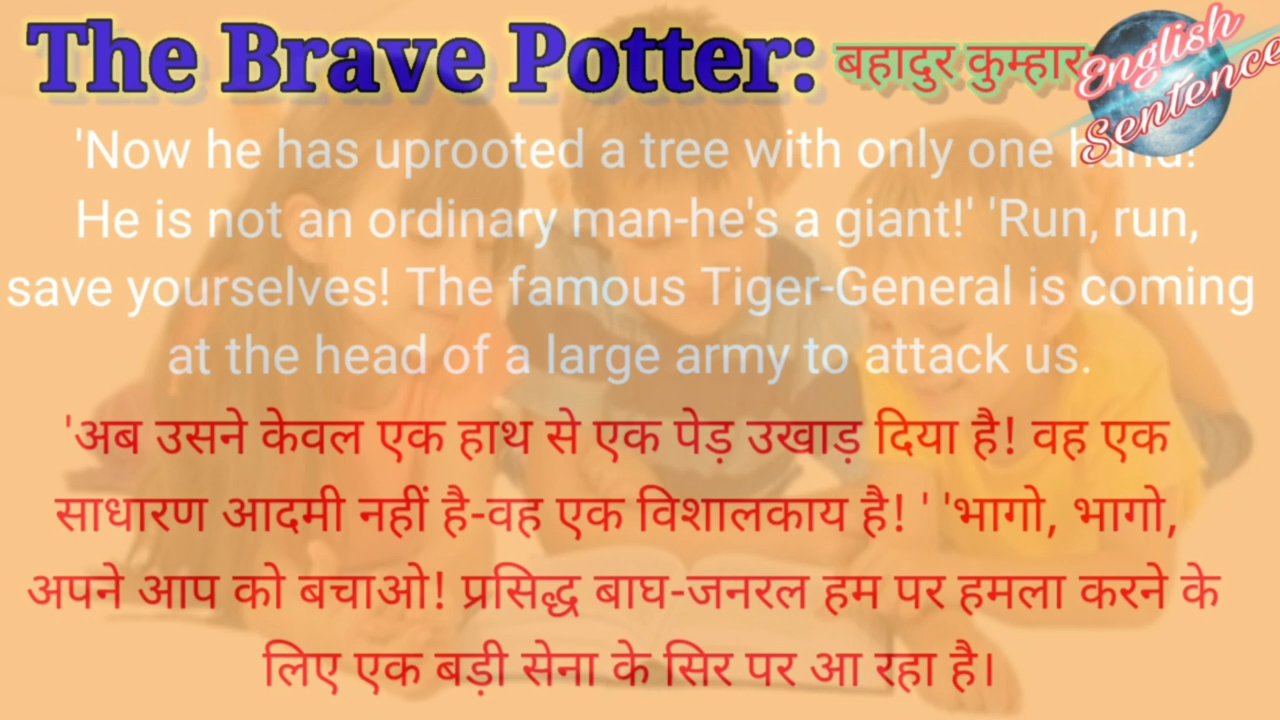 The Brave Potter: बहादुर कुम्हार
English
Sentence
'Now he has uprooted a tree with only one hand!
He is not an ordinary man-he's a giant!' 'Run, run,
save yourselves! The famous Tiger-General is coming
at the head of a large army to attack us.
'अब उसने केवल एक हाथ से एक पेड़ उखाड़ दिया है! वह एक
साधारण आदमी नहीं है-वह एक विशालकाय है! ' 'भागो, भागो,
अपने आप को बचाओ! प्रसिद्ध बाघ-जनरल हम पर हमला करने के
लिए एक बड़ी सेना के सिर पर आ रहा है।